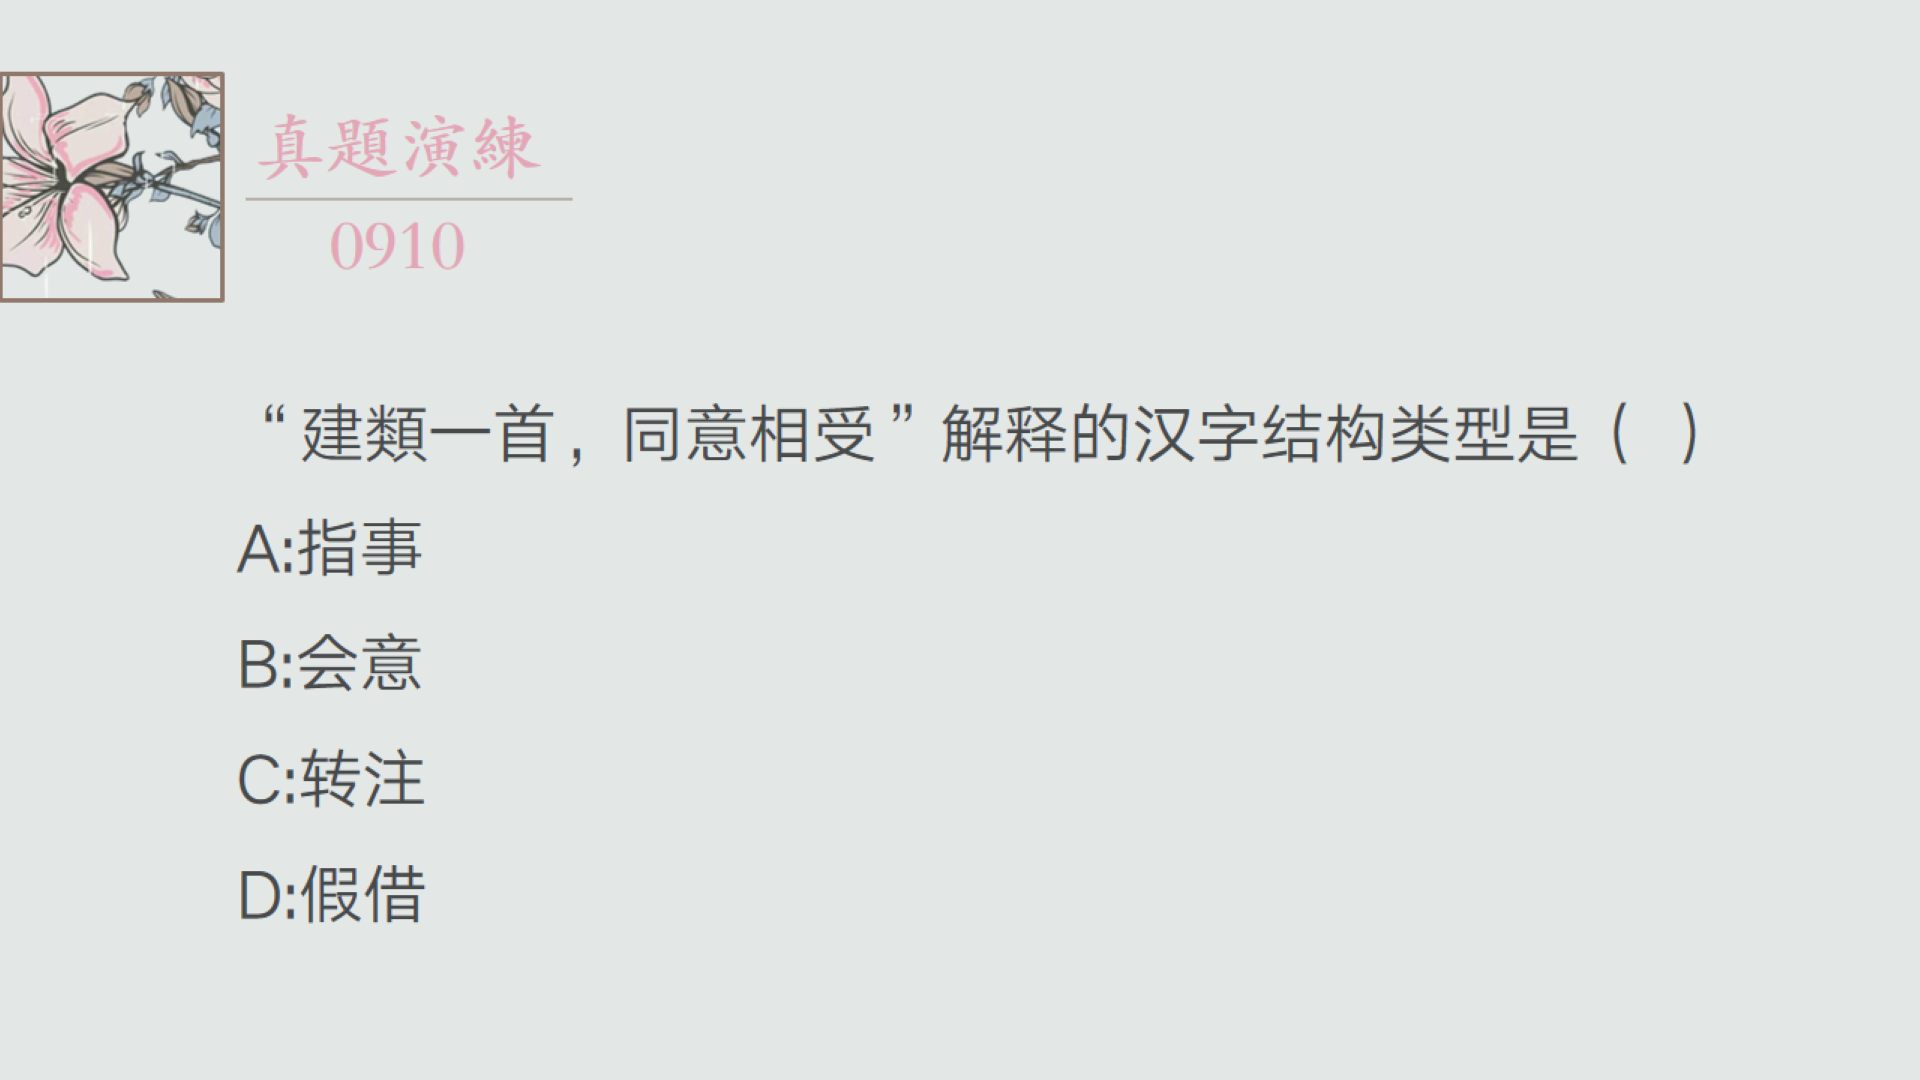 真題演練
0910
“建類一首，同意相受”解释的汉字结构类型是（ ）
A:指事
B:会意
C:转注
D:假借